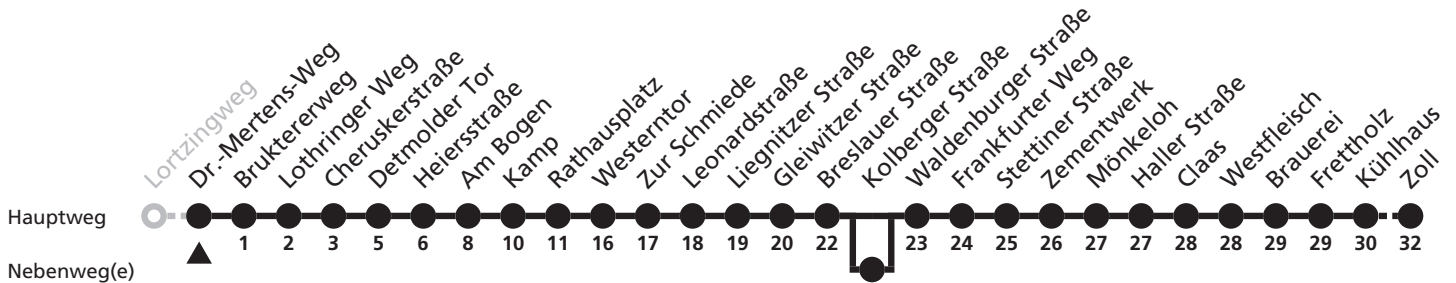 Lortzingweg
Dr.-Mertens-Weg
Bruktererweg
Lothringer Weg
Cheruskerstraße
Detmolder Tor
Heiersstraße
Am Bogen
Kamp
Rathausplatz
Westerntor
Zur Schmiede
Leonardstraße
Liegnitzer Straße
Gleiwitzer Straße
Breslauer Straße
Kolberger Straße
Waldenburger Straße
Frankfurter Weg
Stettiner Straße
Zementwerk
Mönkeloh
Haller Straße
Claas
Westfleisch
Brauerei
Frettholz
Kühlhaus
Zoll
Hauptweg
1 2 3 5 6 8 10 11 16 17 18 19 20 22 23 24 25 26 27 27 28 28 29 29 30 32
Nebenweg(e)